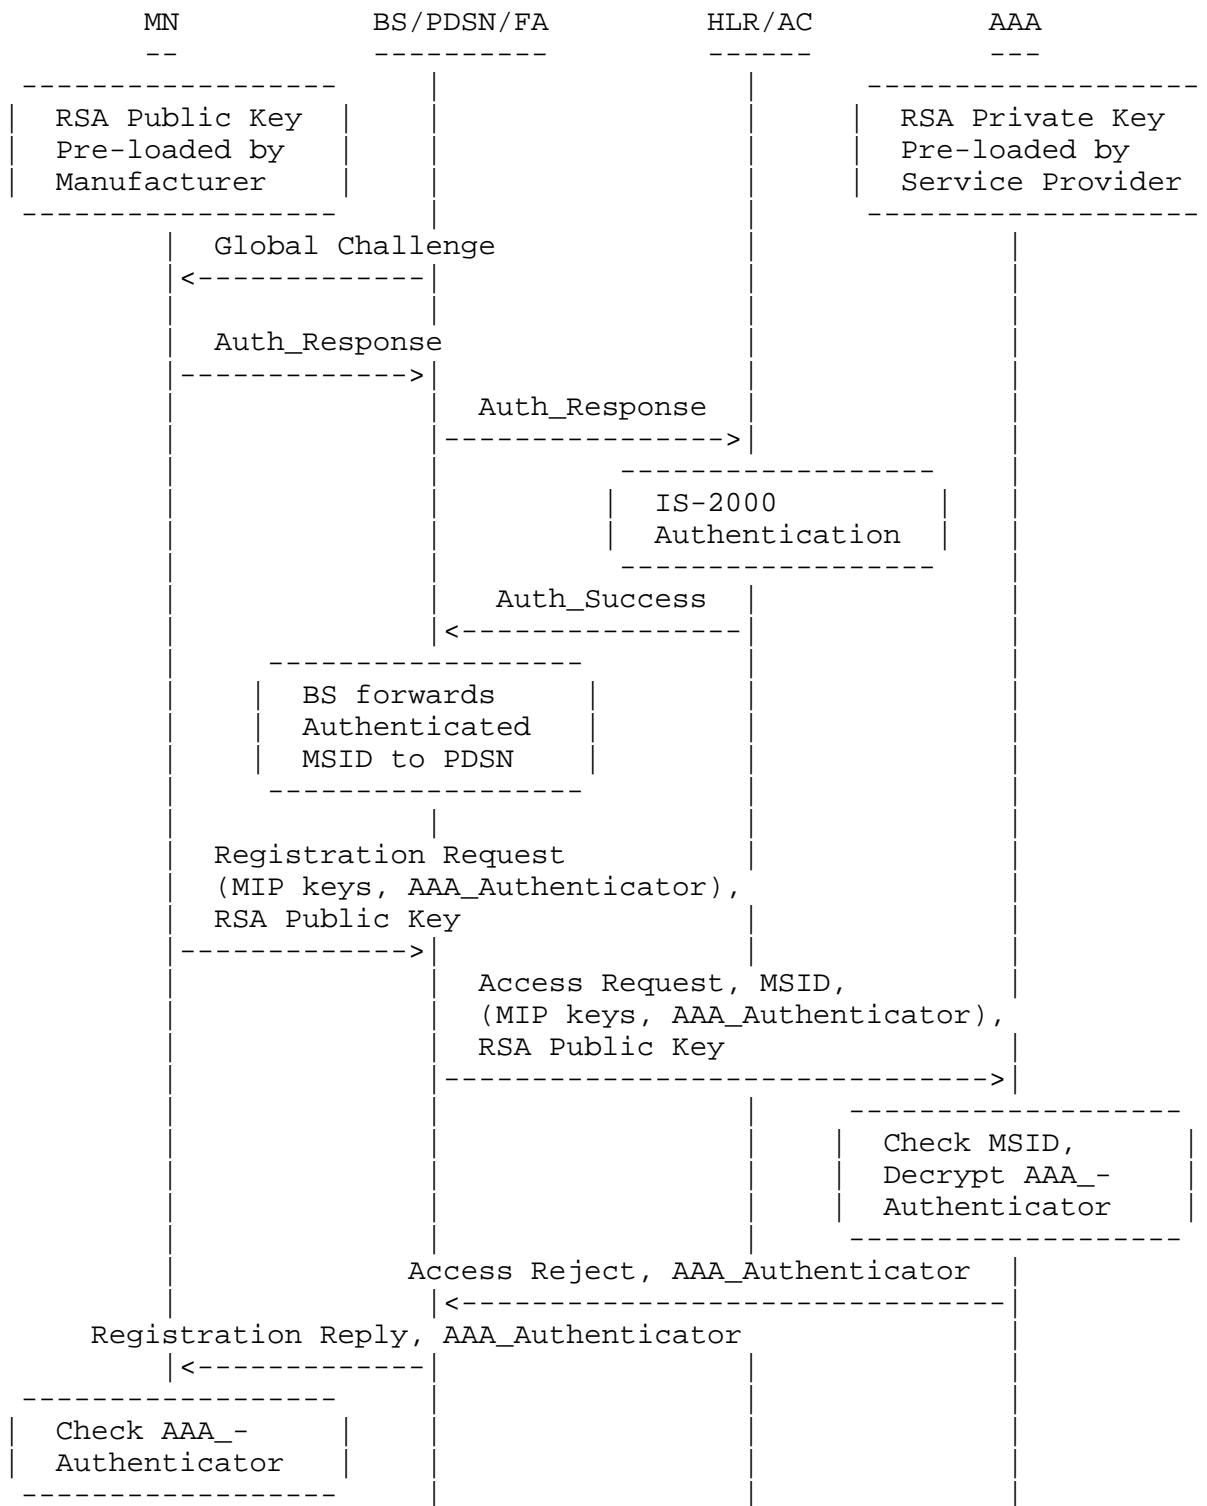 MN BS/PDSN/FA HLR/AC AAA
RSA Public Key RSA Private Key
Pre-loaded by Pre-loaded by
Manufacturer Service Provider
Global Challenge
Auth_Response
Auth_Response
IS-2000
Authentication
Auth_Success
BS forwards
Authenticated
MSID to PDSN
Registration Request
(MIP keys, AAA_Authenticator),
RSA Public Key
Access Request, MSID,
(MIP keys, AAA_Authenticator),
RSA Public Key
Check MSID,
Decrypt AAA_-
Authenticator
Access Reject, AAA_Authenticator
Registration Reply, AAA_Authenticator
Check AAA_-
Authenticator